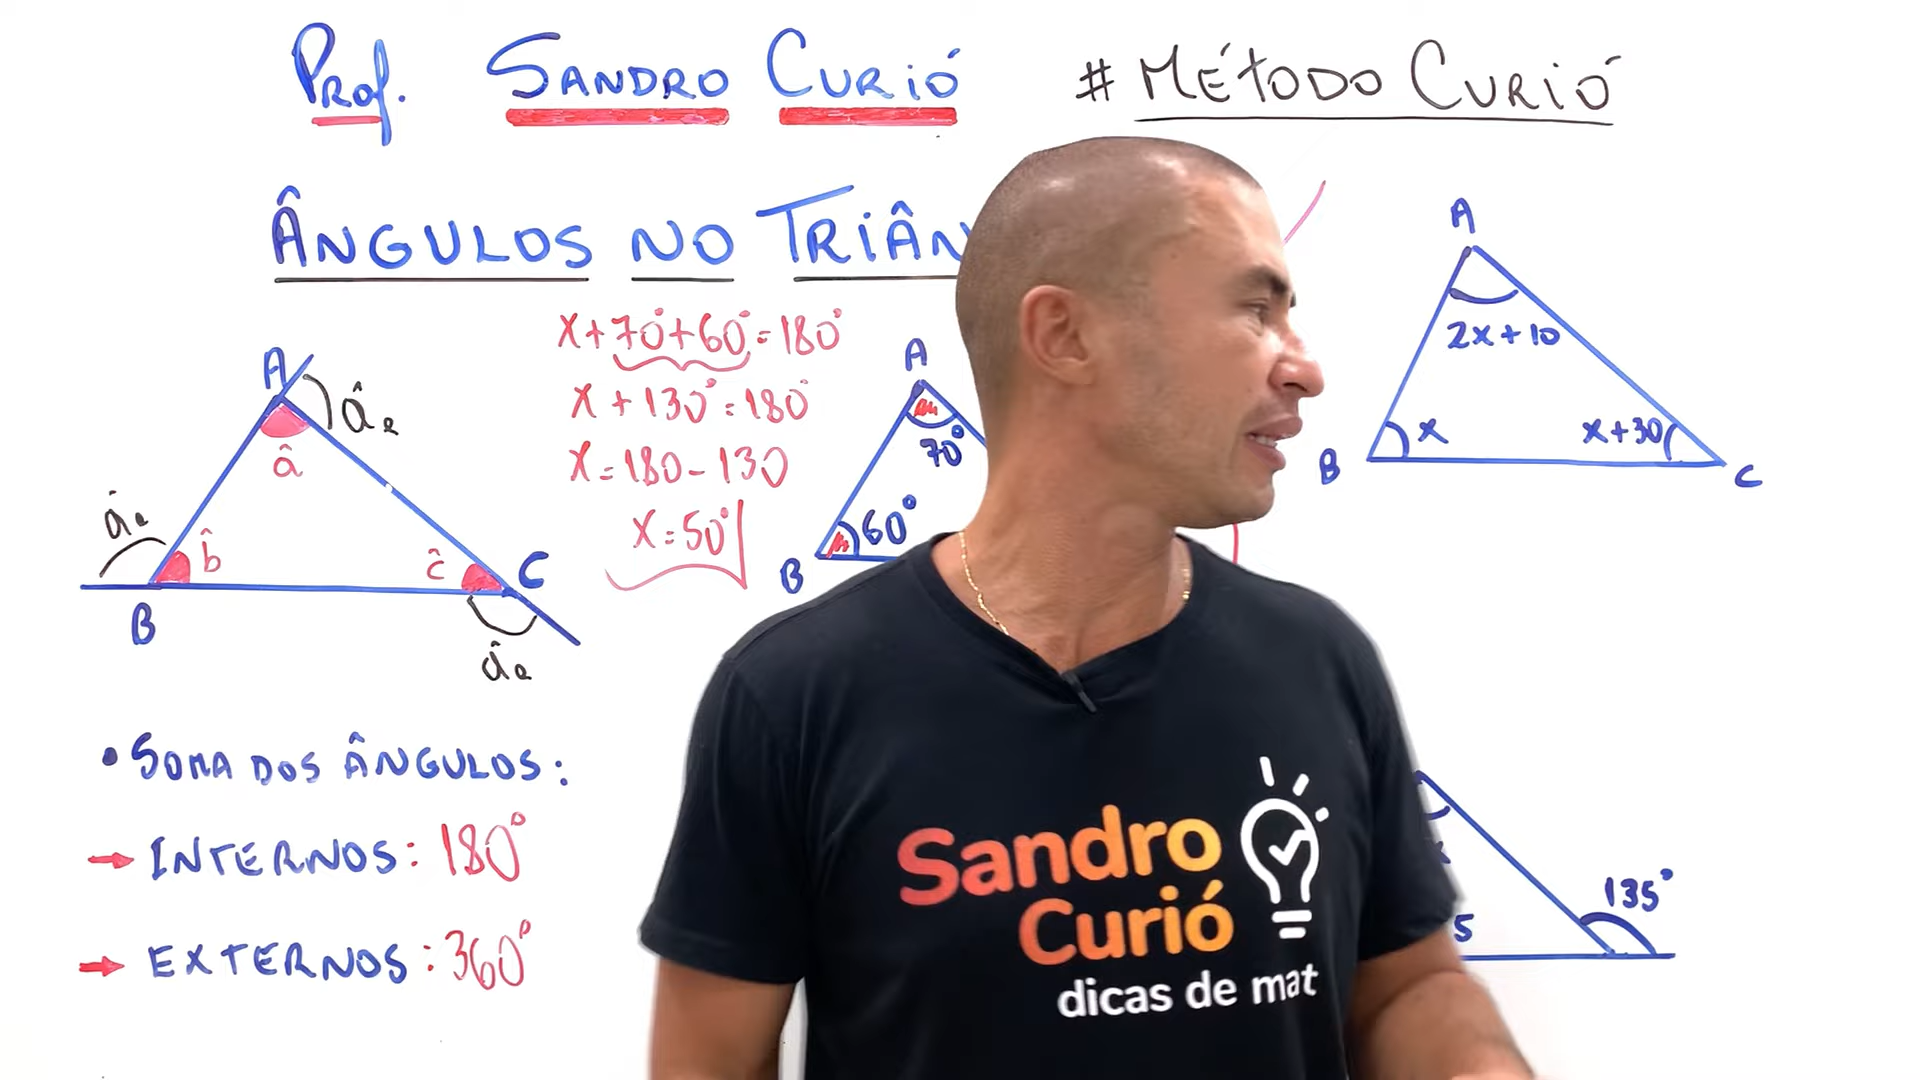 Prof. SANDRO CURIÓ
# MÉTODO CURIÓ
ÂNGULOS NO TRIÂN
x+70°+60°=180°
x+130°=180°
x=180-130
x=50°
A
âe
â
âe
b̂
ĉ
C
B
âe
A
70°
60°
B
A
2x+10
x
x+30
B
C
• SOMA DOS ÂNGULOS:
→ INTERNOS: 180°
→ EXTERNOS: 360°
135°
5
Sandro
Curió
dicas de mat